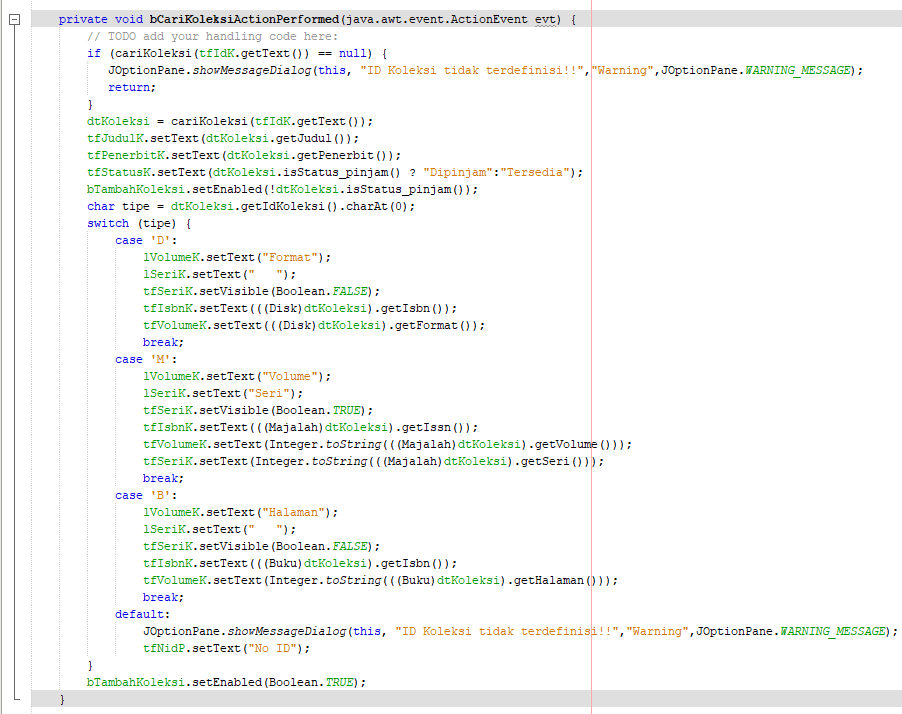 private void bCariKoleksiActionPerformed(java.awt.event.ActionEvent evt) {
// TODO add your handling code here:
if (cariKoleksi(tfIdK.getText()) == null) {
JOptionPane.showMessageDialog(this, "ID Koleksi tidak terdefinisi!!","Warning",JOptionPane.WARNING_MESSAGE);
return;
}
dtKoleksi = cariKoleksi(tfIdK.getText());
tfJudulK.setText(dtKoleksi.getJudul());
tfPenerbitK.setText(dtKoleksi.getPenerbit());
tfStatusK.setText(dtKoleksi.isStatus_pinjam() ? "Dipinjam":"Tersedia");
bTambahKoleksi.setEnabled(!dtKoleksi.isStatus_pinjam());
char tipe = dtKoleksi.getIdKoleksi().charAt(0);
switch (tipe) {
case 'D':
lVolumeK.setText("Format");
lSeriK.setText("   ");
tfSeriK.setVisible(Boolean.FALSE);
tfIsbnK.setText(((Disk)dtKoleksi).getIsbn());
tfVolumeK.setText(((Disk)dtKoleksi).getFormat());
break;
case 'M':
lVolumeK.setText("Volume");
lSeriK.setText("Seri");
tfSeriK.setVisible(Boolean.TRUE);
tfIsbnK.setText(((Majalah)dtKoleksi).getIssn());
tfVolumeK.setText(Integer.toString(((Majalah)dtKoleksi).getVolume()));
tfSeriK.setText(Integer.toString(((Majalah)dtKoleksi).getSeri()));
break;
case 'B':
lVolumeK.setText("Halaman");
lSeriK.setText("   ");
tfSeriK.setVisible(Boolean.FALSE);
tfIsbnK.setText(((Buku)dtKoleksi).getIsbn());
tfVolumeK.setText(Integer.toString(((Buku)dtKoleksi).getHalaman()));
break;
default:
JOptionPane.showMessageDialog(this, "ID Koleksi tidak terdefinisi!!","Warning",JOptionPane.WARNING_MESSAGE);
tfNidP.setText("No ID");
}
bTambahKoleksi.setEnabled(Boolean.TRUE);
}